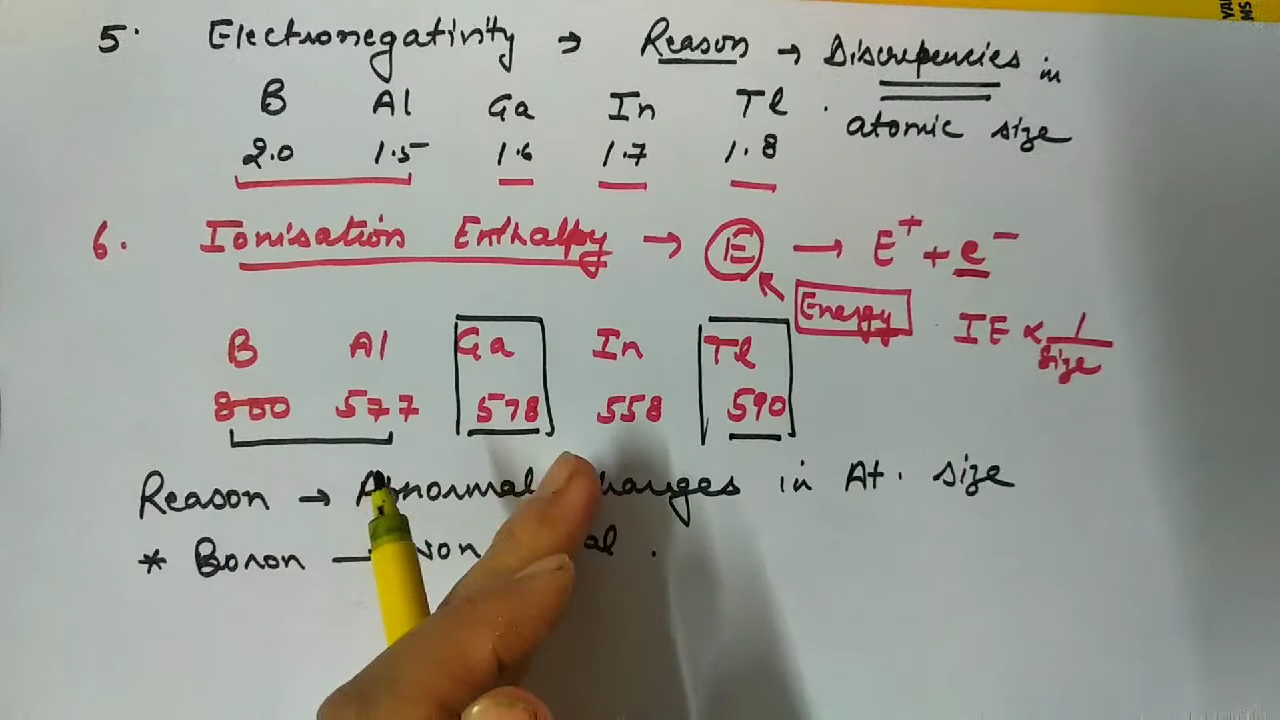 5. Electronegativity → Reason → Discrepencies in
atomic size
B Al Ga In Tl
2.0 1.5 1.6 1.7 1.8
6. Ionisation Enthalpy → E → E⁺ + e⁻
Energy
IE ∝ 1/size
B Al Ga In Tl
800 577 578 558 590
Reason → Abnormal changes in At. size
* Boron —